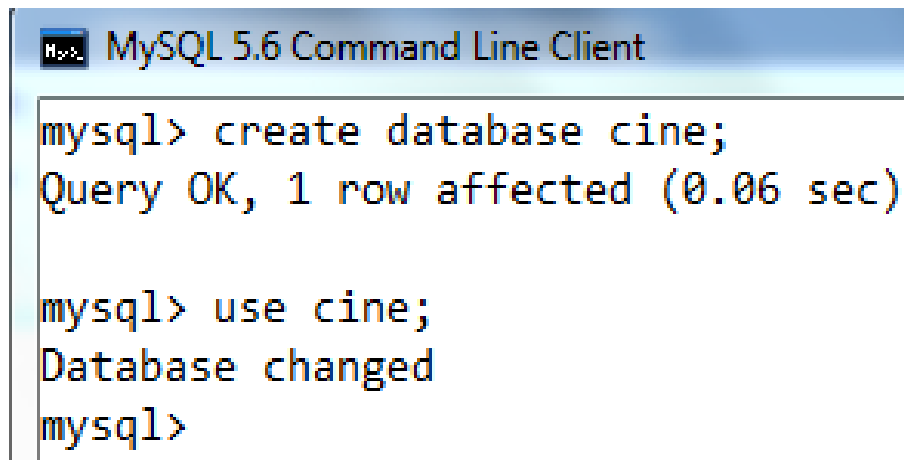 MySQL 5.6 Command Line Client
mysql> create database cine;
Query OK, 1 row affected (0.06 sec)
mysql> use cine;
Database changed
mysql>